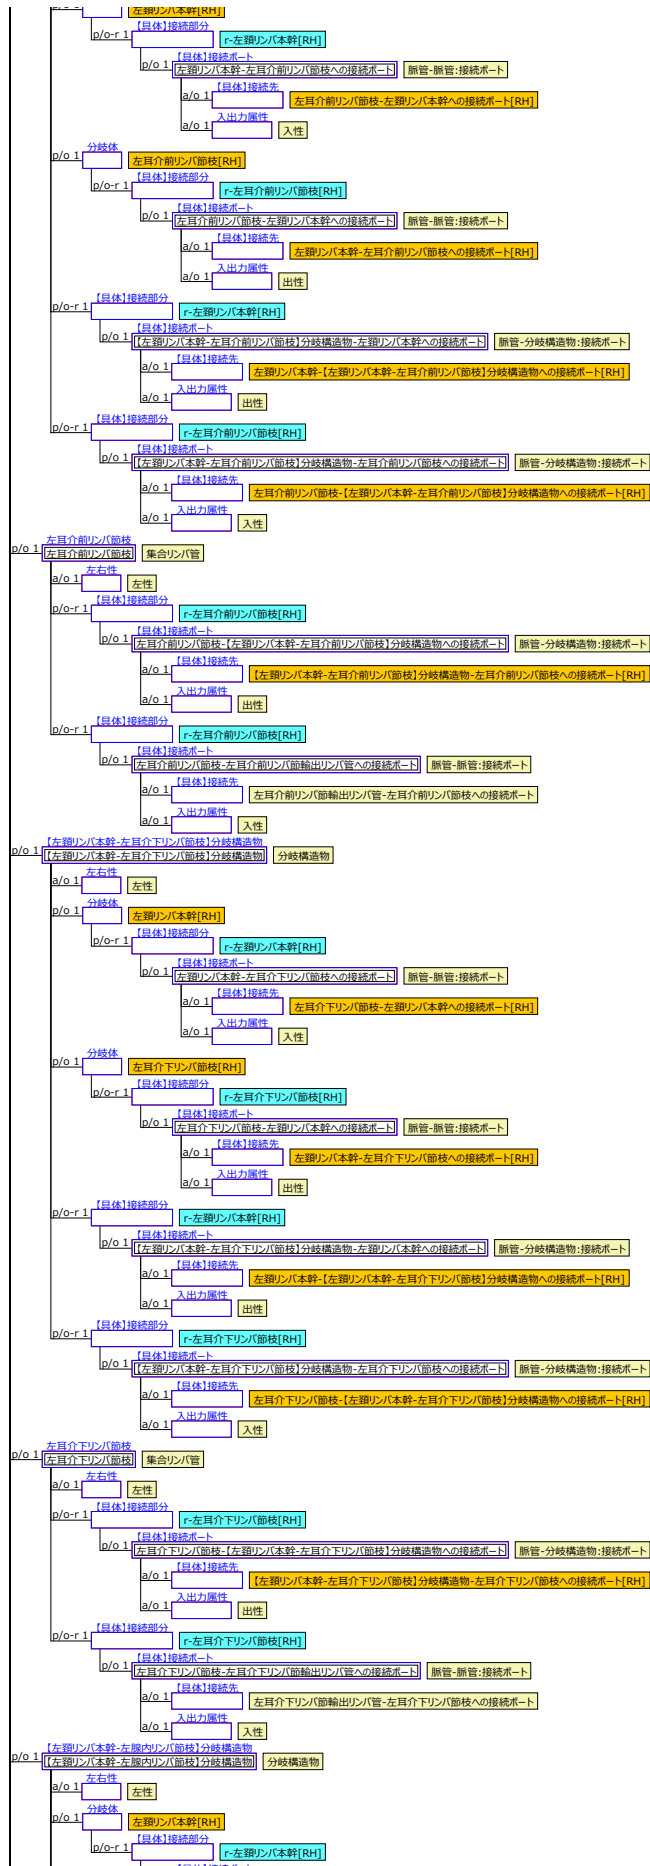 左頚リンパ本幹[RH]
【具体】接続部分
p/o-r 1 r-左頚リンパ本幹[RH]
【具体】接続ポート
p/o 1 左頚リンパ本幹-左耳介前リンパ節枝への接続ポート 脈管-脈管:接続ポート
【具体】接続先
a/o 1 左耳介前リンパ節枝-左頚リンパ本幹への接続ポート[RH]
入出力属性
a/o 1 入性
分岐体
p/o 1 左耳介前リンパ節枝[RH]
【具体】接続部分
p/o-r 1 r-左耳介前リンパ節枝[RH]
【具体】接続ポート
p/o 1 左耳介前リンパ節枝-左頚リンパ本幹への接続ポート 脈管-脈管:接続ポート
【具体】接続先
a/o 1 左頚リンパ本幹-左耳介前リンパ節枝への接続ポート[RH]
入出力属性
a/o 1 出性
【具体】接続部分
p/o-r 1 r-左頚リンパ本幹[RH]
【具体】接続ポート
p/o 1 【左頚リンパ本幹-左耳介前リンパ節枝】分岐構造物-左頚リンパ本幹への接続ポート 脈管-分岐構造物:接続ポート
【具体】接続先
a/o 1 左頚リンパ本幹-【左頚リンパ本幹-左耳介前リンパ節枝】分岐構造物への接続ポート[RH]
入出力属性
a/o 1 出性
【具体】接続部分
p/o-r 1 r-左耳介前リンパ節枝[RH]
【具体】接続ポート
p/o 1 【左頚リンパ本幹-左耳介前リンパ節枝】分岐構造物-左耳介前リンパ節枝への接続ポート 脈管-分岐構造物:接続ポート
【具体】接続先
a/o 1 左耳介前リンパ節枝-【左頚リンパ本幹-左耳介前リンパ節枝】分岐構造物への接続ポート[RH]
入出力属性
a/o 1 入性
左耳介前リンパ節枝
p/o 1 左耳介前リンパ節枝 集合リンパ管
左右性
a/o 1 左性
【具体】接続部分
p/o-r 1 r-左耳介前リンパ節枝[RH]
【具体】接続ポート
p/o 1 左耳介前リンパ節枝-【左頚リンパ本幹-左耳介前リンパ節枝】分岐構造物への接続ポート 脈管-分岐構造物:接続ポート
【具体】接続先
a/o 1 【左頚リンパ本幹-左耳介前リンパ節枝】分岐構造物-左耳介前リンパ節枝への接続ポート[RH]
入出力属性
a/o 1 出性
【具体】接続部分
p/o-r 1 r-左耳介前リンパ節枝[RH]
【具体】接続ポート
p/o 1 左耳介前リンパ節枝-左耳介前リンパ節輸出リンパ管への接続ポート 脈管-脈管:接続ポート
【具体】接続先
a/o 1 左耳介前リンパ節輸出リンパ管-左耳介前リンパ節枝への接続ポート
入出力属性
a/o 1 入性
【左頚リンパ本幹-左耳介下リンパ節枝】分岐構造物
p/o 1 【左頚リンパ本幹-左耳介下リンパ節枝】分岐構造物 分岐構造物
左右性
a/o 1 左性
分岐体
p/o 1 左頚リンパ本幹[RH]
【具体】接続部分
p/o-r 1 r-左頚リンパ本幹[RH]
【具体】接続ポート
p/o 1 左頚リンパ本幹-左耳介下リンパ節枝への接続ポート 脈管-脈管:接続ポート
【具体】接続先
a/o 1 左耳介下リンパ節枝-左頚リンパ本幹への接続ポート[RH]
入出力属性
a/o 1 入性
分岐体
p/o 1 左耳介下リンパ節枝[RH]
【具体】接続部分
p/o-r 1 r-左耳介下リンパ節枝[RH]
【具体】接続ポート
p/o 1 左耳介下リンパ節枝-左頚リンパ本幹への接続ポート 脈管-脈管:接続ポート
【具体】接続先
a/o 1 左頚リンパ本幹-左耳介下リンパ節枝への接続ポート[RH]
入出力属性
a/o 1 出性
【具体】接続部分
p/o-r 1 r-左頚リンパ本幹[RH]
【具体】接続ポート
p/o 1 【左頚リンパ本幹-左耳介下リンパ節枝】分岐構造物-左頚リンパ本幹への接続ポート 脈管-分岐構造物:接続ポート
【具体】接続先
a/o 1 左頚リンパ本幹-【左頚リンパ本幹-左耳介下リンパ節枝】分岐構造物への接続ポート[RH]
入出力属性
a/o 1 出性
【具体】接続部分
p/o-r 1 r-左耳介下リンパ節枝[RH]
【具体】接続ポート
p/o 1 【左頚リンパ本幹-左耳介下リンパ節枝】分岐構造物-左耳介下リンパ節枝への接続ポート 脈管-分岐構造物:接続ポート
【具体】接続先
a/o 1 左耳介下リンパ節枝-【左頚リンパ本幹-左耳介下リンパ節枝】分岐構造物への接続ポート[RH]
入出力属性
a/o 1 入性
左耳介下リンパ節枝
p/o 1 左耳介下リンパ節枝 集合リンパ管
左右性
a/o 1 左性
【具体】接続部分
p/o-r 1 r-左耳介下リンパ節枝[RH]
【具体】接続ポート
p/o 1 左耳介下リンパ節枝-【左頚リンパ本幹-左耳介下リンパ節枝】分岐構造物への接続ポート 脈管-分岐構造物:接続ポート
【具体】接続先
a/o 1 【左頚リンパ本幹-左耳介下リンパ節枝】分岐構造物-左耳介下リンパ節枝への接続ポート[RH]
入出力属性
a/o 1 出性
【具体】接続部分
p/o-r 1 r-左耳介下リンパ節枝[RH]
【具体】接続ポート
p/o 1 左耳介下リンパ節枝-左耳介下リンパ節輸出リンパ管への接続ポート 脈管-脈管:接続ポート
【具体】接続先
a/o 1 左耳介下リンパ節輸出リンパ管-左耳介下リンパ節枝への接続ポート
入出力属性
a/o 1 入性
【左頚リンパ本幹-左腺内リンパ節枝】分岐構造物
p/o 1 【左頚リンパ本幹-左腺内リンパ節枝】分岐構造物 分岐構造物
左右性
a/o 1 左性
分岐体
p/o 1 左頚リンパ本幹[RH]
【具体】接続部分
p/o-r 1 r-左頚リンパ本幹[RH]